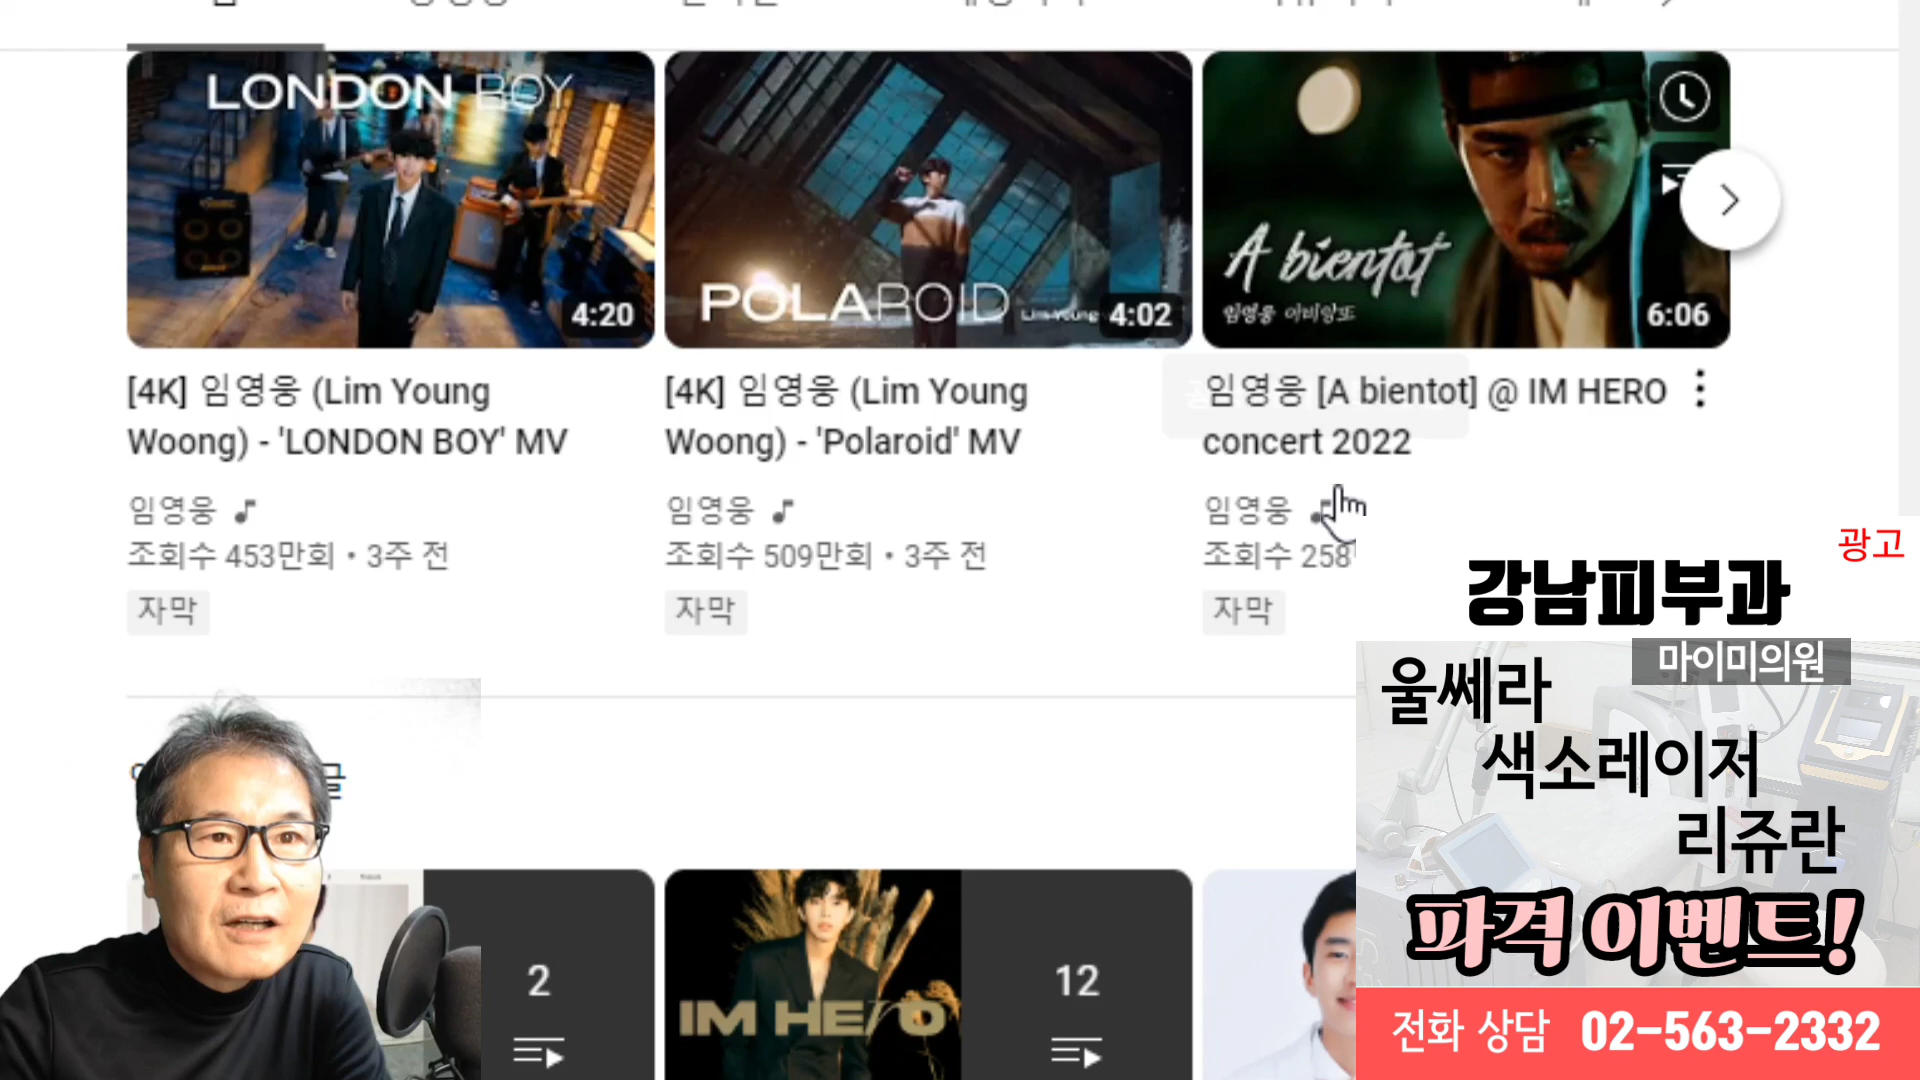 LONDON BOY
4:20
POLAROID
4:02
A bientot
임영웅 아비앙또
6:06
[4K] 임영웅 (Lim Young
Woong) - 'LONDON BOY' MV
임영웅
조회수 453만회 • 3주 전
자막
[4K] 임영웅 (Lim Young
Woong) - 'Polaroid' MV
임영웅
조회수 509만회 • 3주 전
자막
임영웅 [A bientot] @ IM HERO
concert 2022
임영웅
조회수 258
자막
광고
강남피부과
마이미의원
울쎄라
색소레이저
리쥬란
파격 이벤트!
전화 상담 02-563-2332
2
IM HERO
12